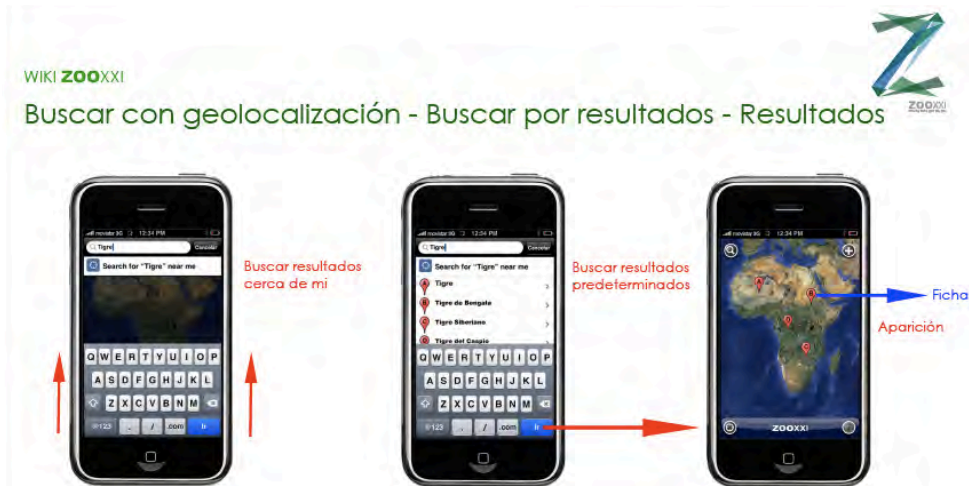 WIKI ZOOXXI
Buscar con geolocalización - Buscar por resultados - Resultados
ZOOXXI
movistar 3G 12:34 PM
Tigre
Cancelar
Search for "Tigre" near me
Q W E R T Y U I O P
A S D F G H J K L
Z X C V B N M
@123 . / .com Ir
Buscar resultados
cerca de mi
movistar 3G 12:34 PM
Tigre
Cancelar
Search for "Tigre" near me
A Tigre
B Tigre de Bengala
C Tigre Siberiano
D Tigre del Caspio
Q W E R T Y U I O P
A S D F G H J K L
Z X C V B N M
@123 . / .com Ir
Buscar resultados
predeterminados
movistar 3G 12:34 PM
ZOOXXI
Ficha
Aparición